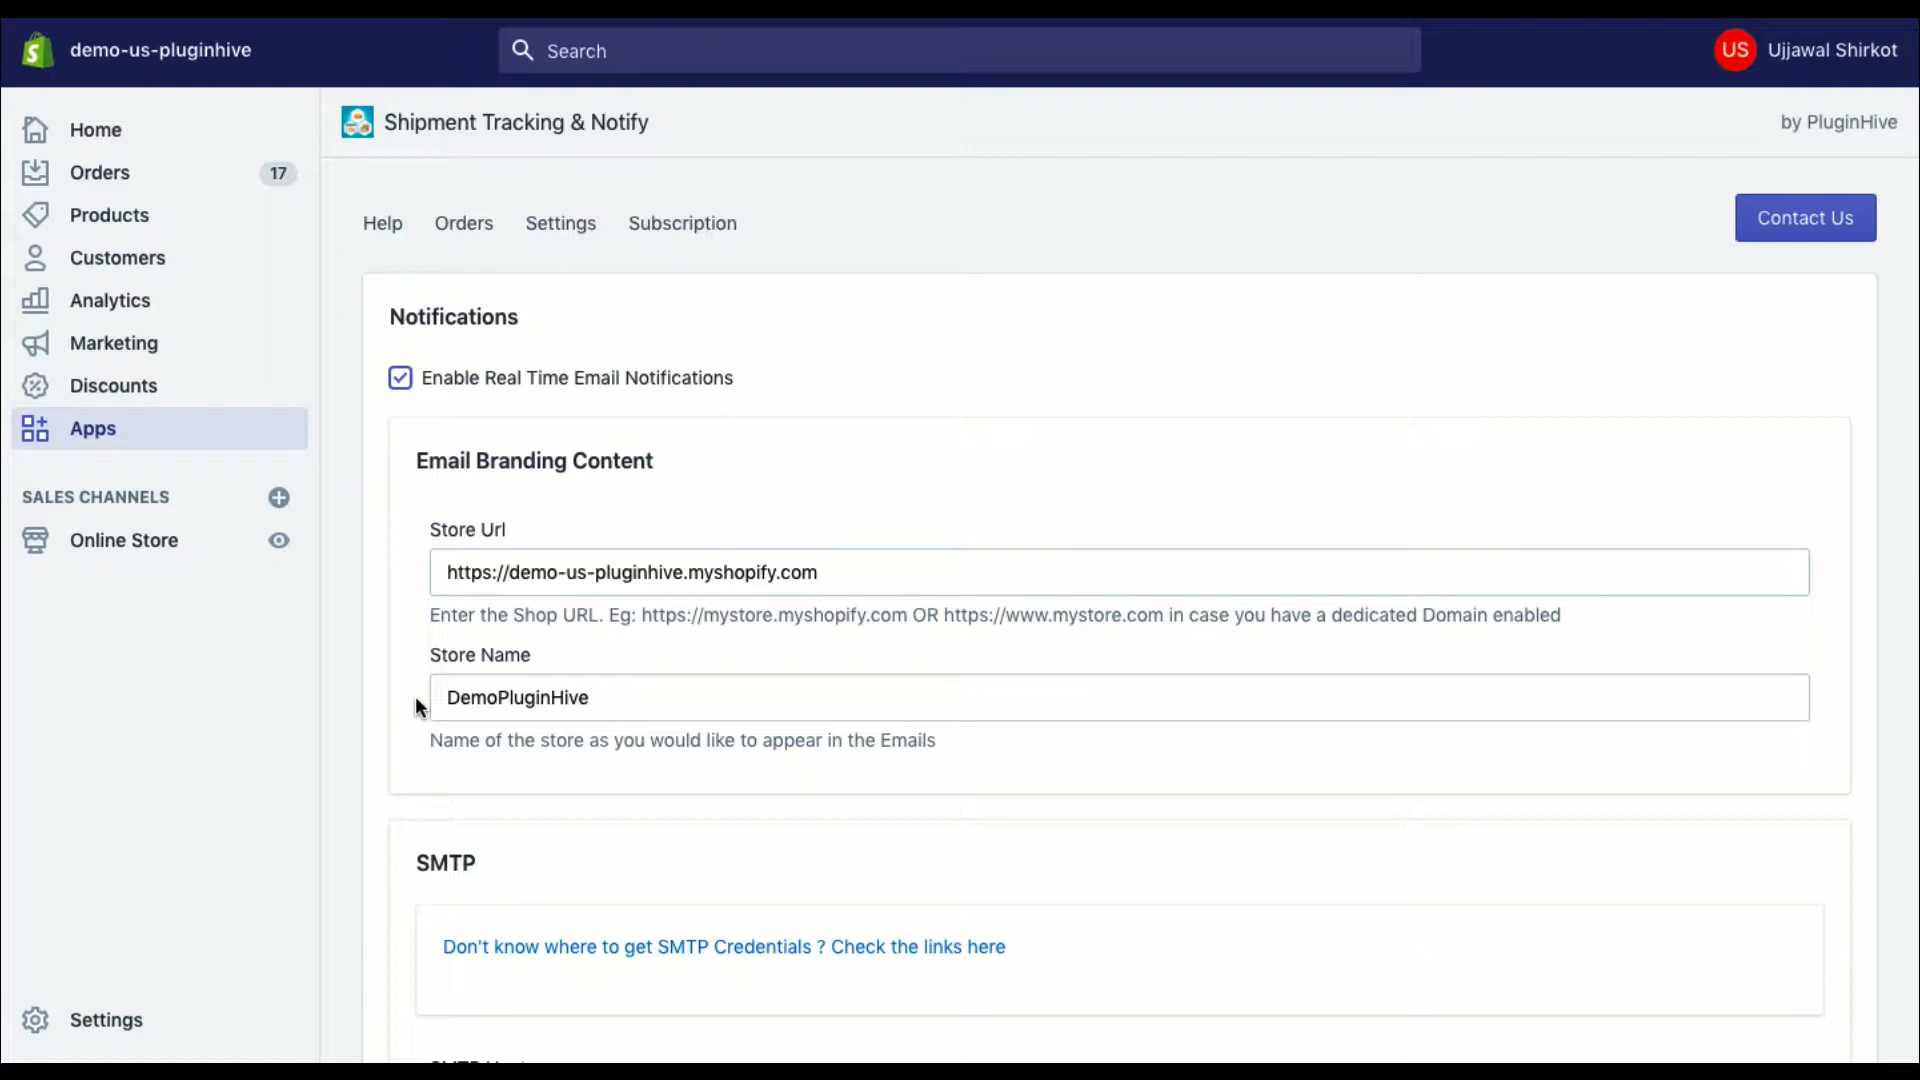 demo-us-pluginhive
Search
US
Ujjawal Shirkot
Home
Orders
17
Products
Customers
Analytics
Marketing
Discounts
Apps
SALES CHANNELS
Online Store
Settings
Shipment Tracking & Notify
by PluginHive
Help
Orders
Settings
Subscription
Contact Us
Notifications
Enable Real Time Email Notifications
Email Branding Content
Store Url
https://demo-us-pluginhive.myshopify.com
Enter the Shop URL. Eg: https://mystore.myshopify.com OR https://www.mystore.com in case you have a dedicated Domain enabled
Store Name
DemoPluginHive
Name of the store as you would like to appear in the Emails
SMTP
Don't know where to get SMTP Credentials ? Check the links here